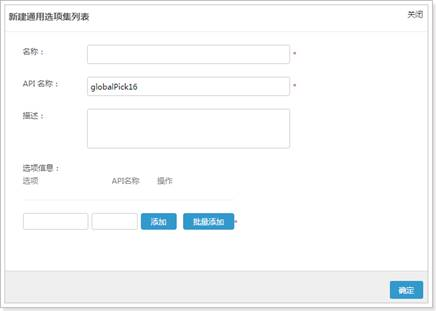 新建通用选项集列表 关闭
名称： *
API 名称： globalPick16 *
描述：
选项信息：
选项 API名称 操作
添加 批量添加 *
确定